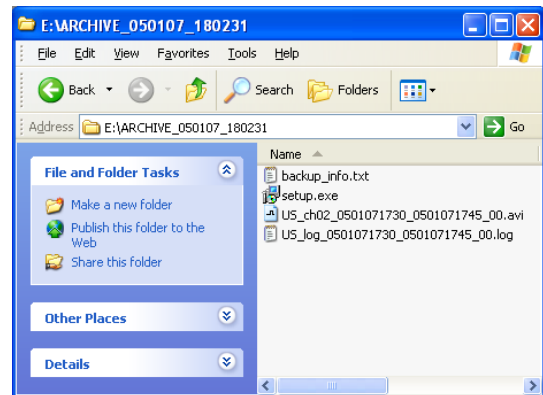 E:\ARCHIVE_050107_180231
File Edit View Favorites Tools Help
Back Search Folders
Address E:\ARCHIVE_050107_180231 Go
File and Folder Tasks
Make a new folder
Publish this folder to the
Web
Share this folder
Other Places
Details
Name
backup_info.txt
setup.exe
US_ch02_0501071730_0501071745_00.avi
US_log_0501071730_0501071745_00.log